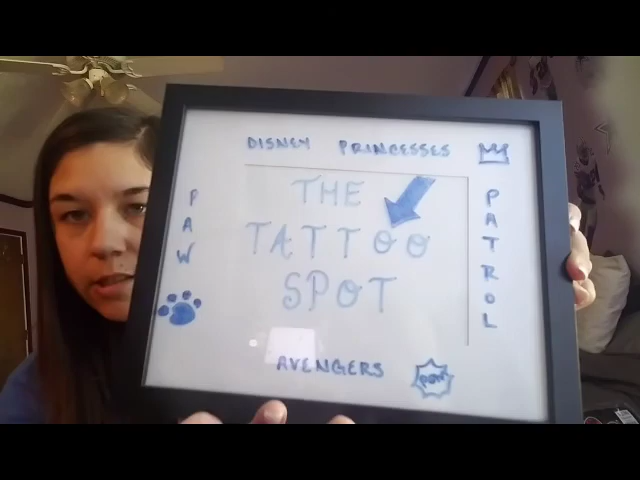 DISNEY PRINCESSES
PAW
THE
TATTOO
SPOT
PATROL
AVENGERS
POW